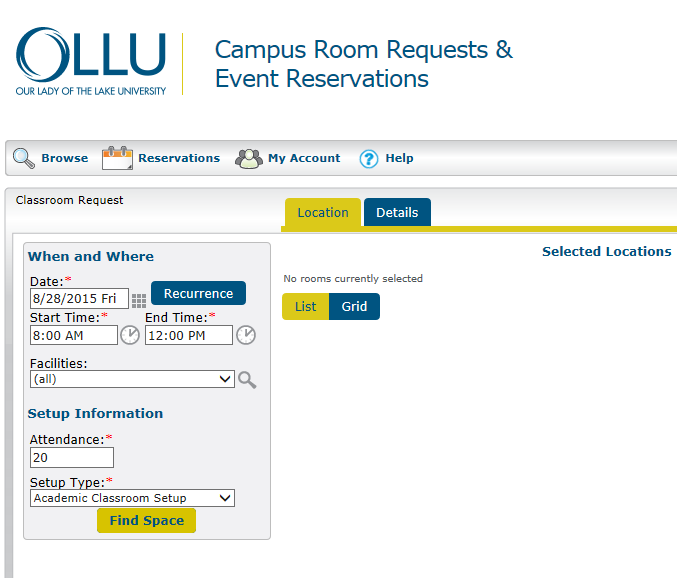 OLLU
OUR LADY OF THE LAKE UNIVERSITY
Campus Room Requests &
Event Reservations
Browse Reservations My Account ? Help
Classroom Request
Location Details
When and Where
Selected Locations
Date:*
No rooms currently selected
8/28/2015 Fri Recurrence
List Grid
Start Time:* End Time:*
8:00 AM 12:00 PM
Facilities:
(all)
Setup Information
Attendance:*
20
Setup Type:*
Academic Classroom Setup
Find Space